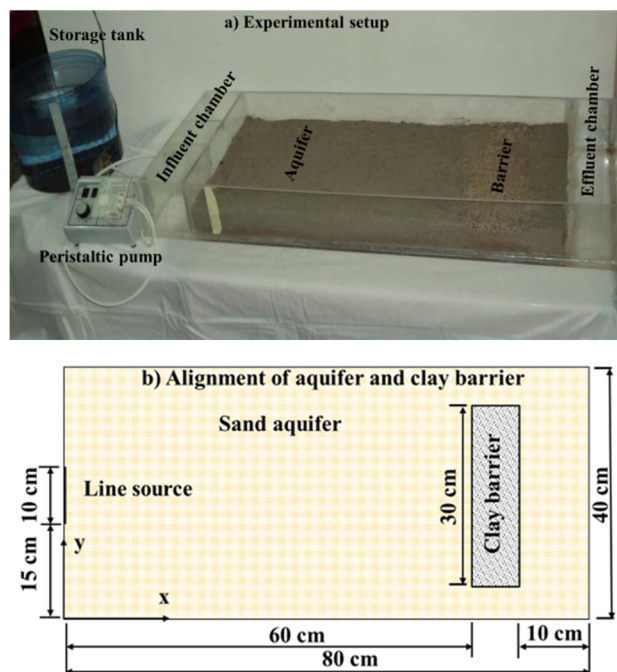 a) Experimental setup
Storage tank
Influent chamber
Aquifer
Barrier
Effluent chamber
Peristaltic pump
b) Alignment of aquifer and clay barrier
Sand aquifer
Line source
10 cm
15 cm
y
x
30 cm
Clay barrier
40 cm
60 cm
10 cm
80 cm